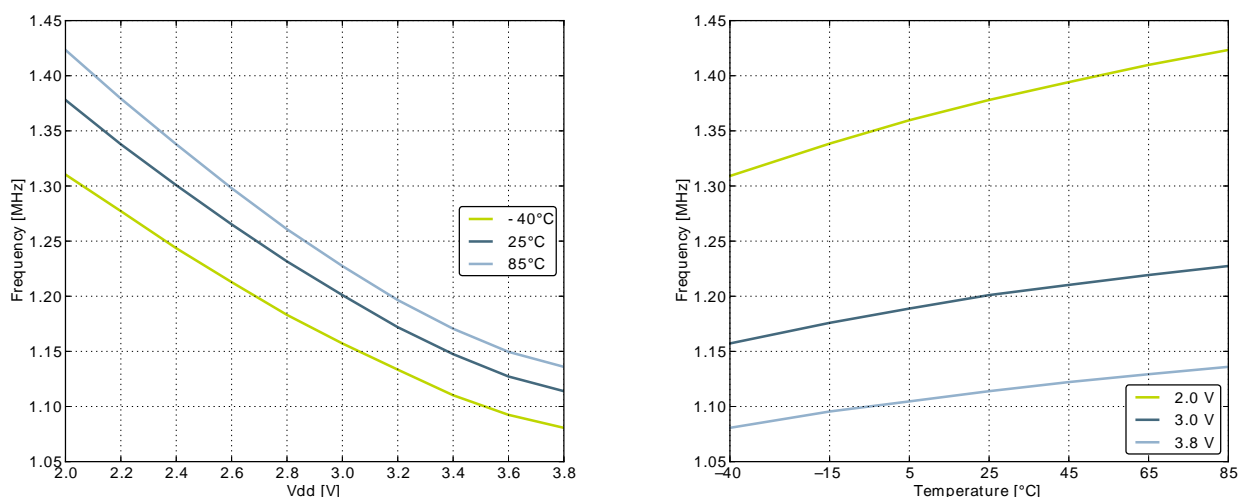 1.45
1.40
1.35
1.30
1.25
1.20
1.15
1.10
1.05
Frequency [MHz]
2.0 2.2 2.4 2.6 2.8 3.0 3.2 3.4 3.6 3.8
Vdd [V]
- 40°C
25°C
85°C
1.45
1.40
1.35
1.30
1.25
1.20
1.15
1.10
1.05
Frequency [MHz]
–40 –15 5 25 45 65 85
Temperature [°C]
2.0 V
3.0 V
3.8 V